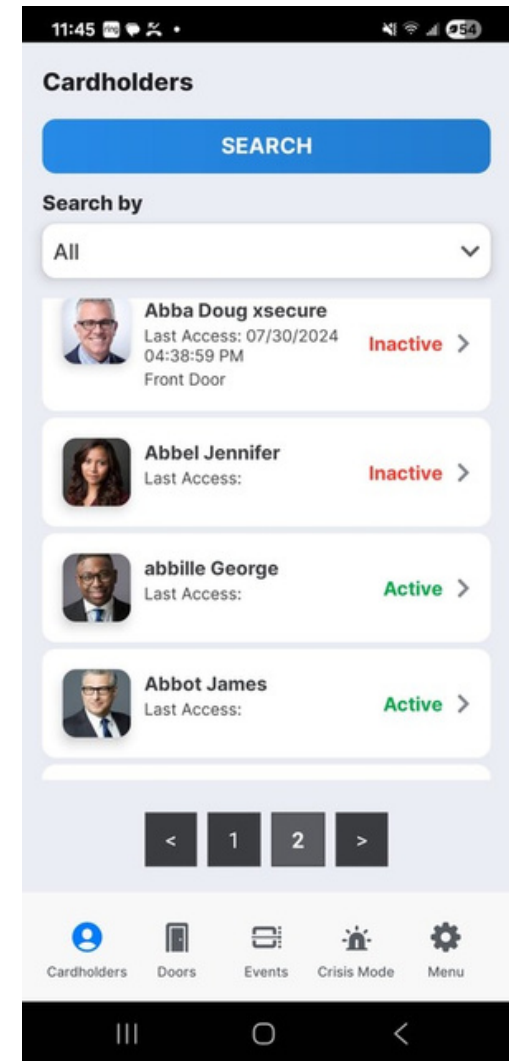 11:45 ring
54
Cardholders
SEARCH
Search by
All
Abba Doug xsecure
Last Access: 07/30/2024
04:38:59 PM
Front Door
Inactive
Abbel Jennifer
Last Access:
Inactive
abbille George
Last Access:
Active
Abbot James
Last Access:
Active
< 1 2 >
Cardholders Doors Events Crisis Mode Menu